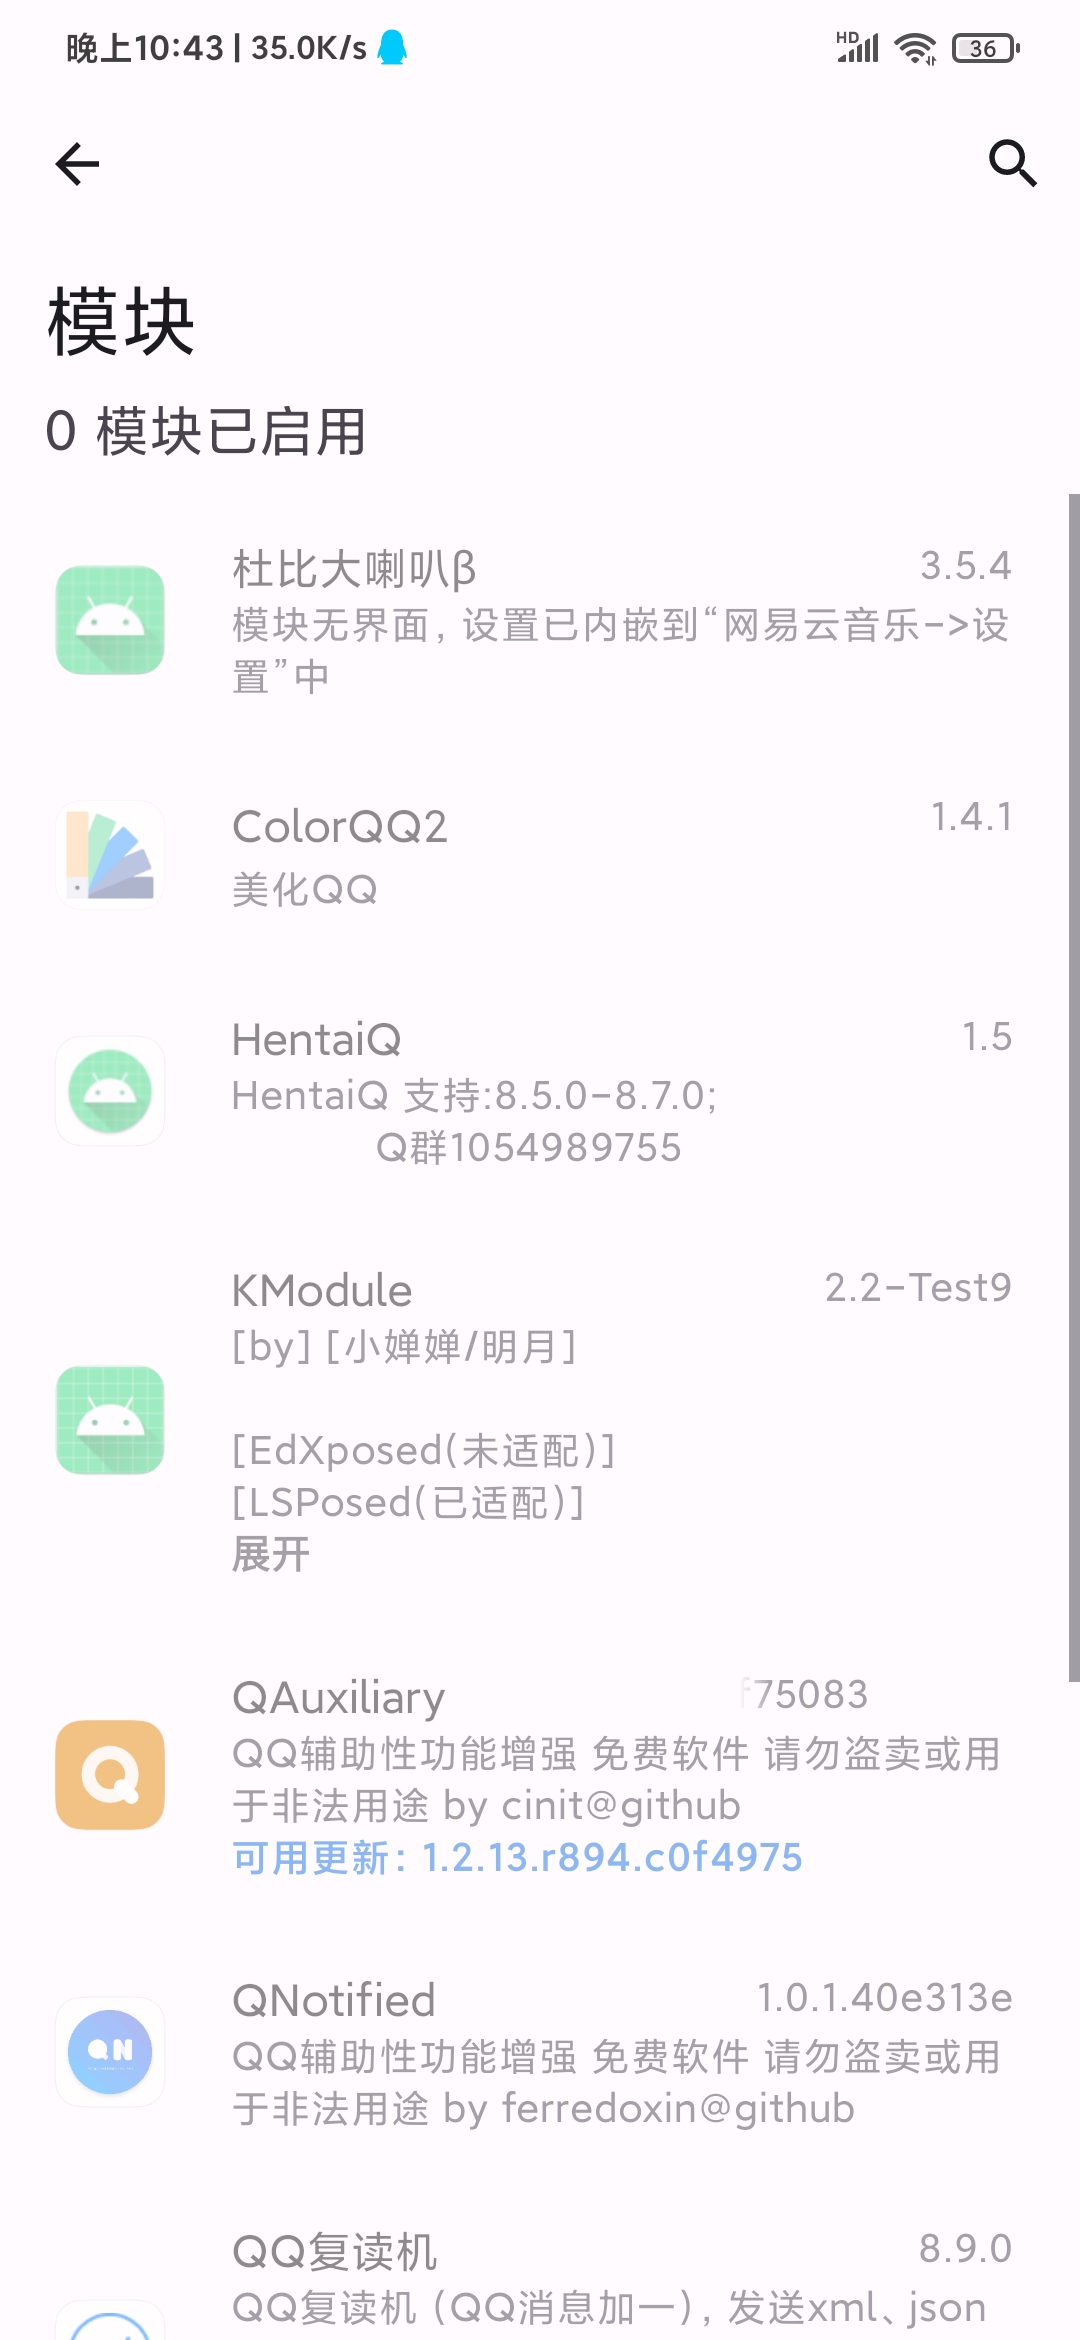 晚上10:43 | 35.0K/s
HD
36
模块
0 模块已启用
杜比大喇叭β
3.5.4
模块无界面, 设置已内嵌到“网易云音乐->设
置”中
ColorQQ2
1.4.1
美化QQ
HentaiQ
1.5
HentaiQ 支持:8.5.0-8.7.0;
Q群1054989755
KModule
2.2-Test9
[by] [小婵婵/明月]
[EdXposed(未适配)]
[LSPosed(已适配)]
展开
QAuxiliary
f75083
QQ辅助性功能增强 免费软件 请勿盗卖或用
于非法用途 by cinit@github
可用更新: 1.2.13.r894.c0f4975
QNotified
1.0.1.40e313e
QQ辅助性功能增强 免费软件 请勿盗卖或用
于非法用途 by ferredoxin@github
QN
QQ复读机
8.9.0
QQ复读机 (QQ消息加一), 发送xml、json